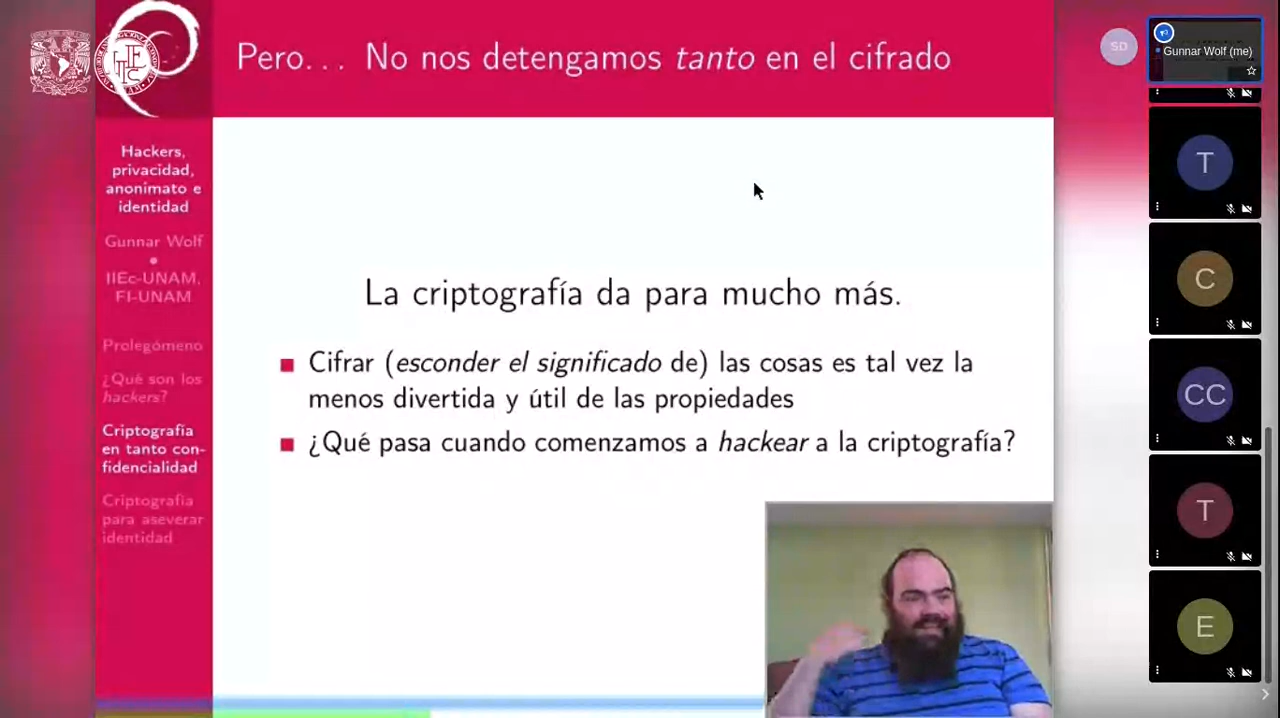 Pero... No nos detengamos tanto en el cifrado
Hackers,
privacidad,
anonimato e
identidad
Gunnar Wolf
•
IIEc-UNAM,
FI-UNAM
Prolegómeno
¿Qué son los
hackers?
Criptografía
en tanto con-
fidencialidad
Criptografía
para aseverar
identidad
La criptografía da para mucho más.
Cifrar (esconder el significado de) las cosas es tal vez la
menos divertida y útil de las propiedades
¿Qué pasa cuando comenzamos a hackear a la criptografía?
SD
Gunnar Wolf (me)
T
C
CC
T
E